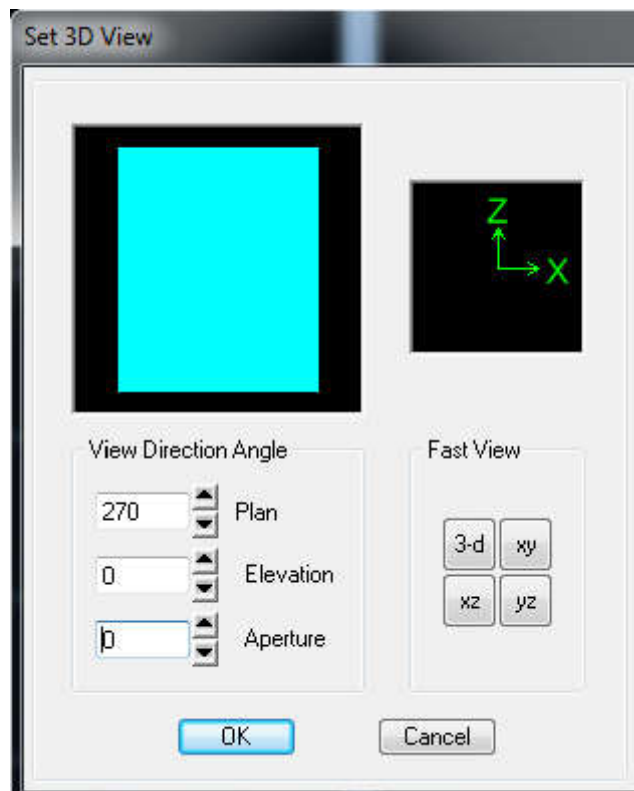 Set 3D View
Z
X
View Direction Angle
270 Plan
0 Elevation
0 Aperture
Fast View
3-d xy
xz yz
OK Cancel